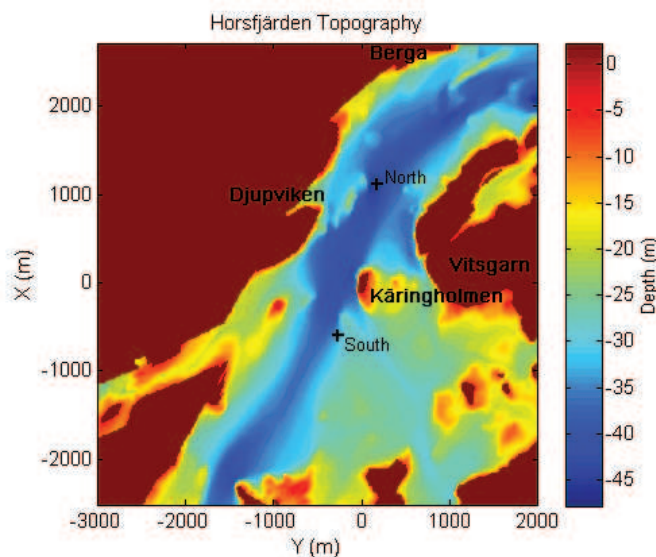 Horsfjärden Topography
Berga
North
Djupviken
Vitsgarn
Käringholmen
South
2000
1000
0
-1000
-2000
X (m)
-3000 -2000 -1000 0 1000 2000
Y (m)
0
-5
-10
-15
-20
-25
-30
-35
-40
-45
Depth (m)